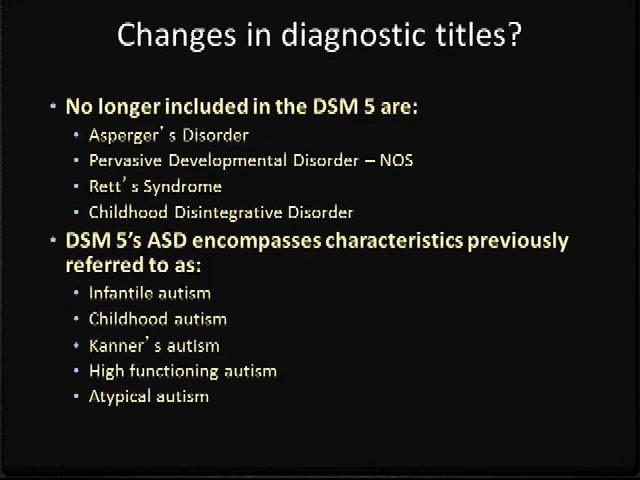 Changes in diagnostic titles?
• No longer included in the DSM 5 are:
• Asperger's Disorder
• Pervasive Developmental Disorder – NOS
• Rett's Syndrome
• Childhood Disintegrative Disorder
• DSM 5's ASD encompasses characteristics previously
referred to as:
• Infantile autism
• Childhood autism
• Kanner's autism
• High functioning autism
• Atypical autism